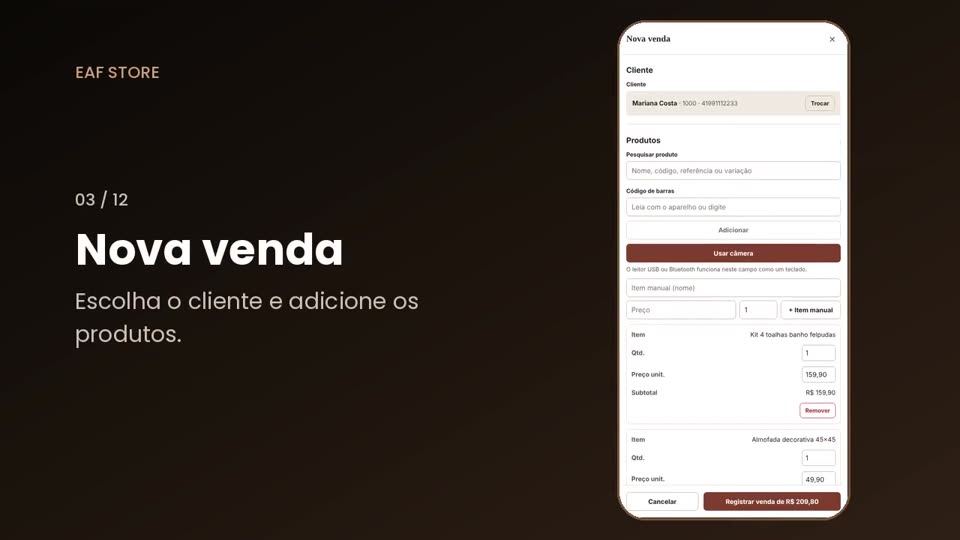 EAF STORE
03 / 12
Nova venda
Escolha o cliente e adicione os
produtos.
Nova venda ×
Cliente
Cliente
Mariana Costa · 1000 · 41991112233 Trocar
Produtos
Pesquisar produto
Nome, código, referência ou variação
Código de barras
Leia com o aparelho ou digite
Adicionar
Usar câmera
O leitor USB ou Bluetooth funciona neste campo como um teclado.
Item manual (nome)
Preço 1 + Item manual
Item Kit 4 toalhas banho felpudas
Qtd. 1
Preço unit. 159,90
Subtotal R$ 159,90
Remover
Item Almofada decorativa 45×45
Qtd. 1
Preço unit. 49,90
Cancelar Registrar venda de R$ 209,80